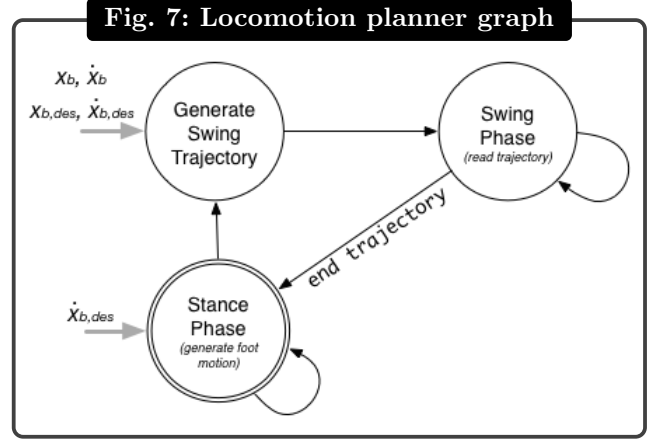 Fig. 7: Locomotion planner graph
xb, ẋb
xb,des, ẋb,des
Generate
Swing
Trajectory
Swing
Phase
(read trajectory)
end trajectory
ẋb,des
Stance
Phase
(generate foot
motion)